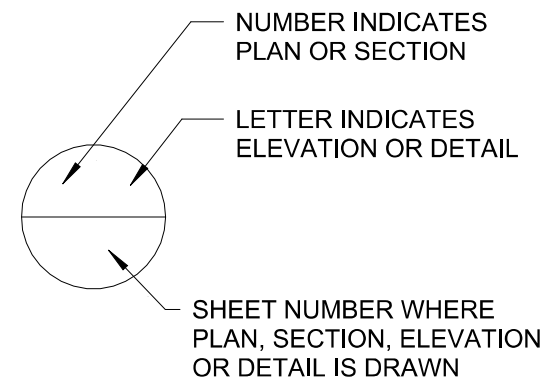 NUMBER INDICATES
PLAN OR SECTION
LETTER INDICATES
ELEVATION OR DETAIL
SHEET NUMBER WHERE
PLAN, SECTION, ELEVATION
OR DETAIL IS DRAWN